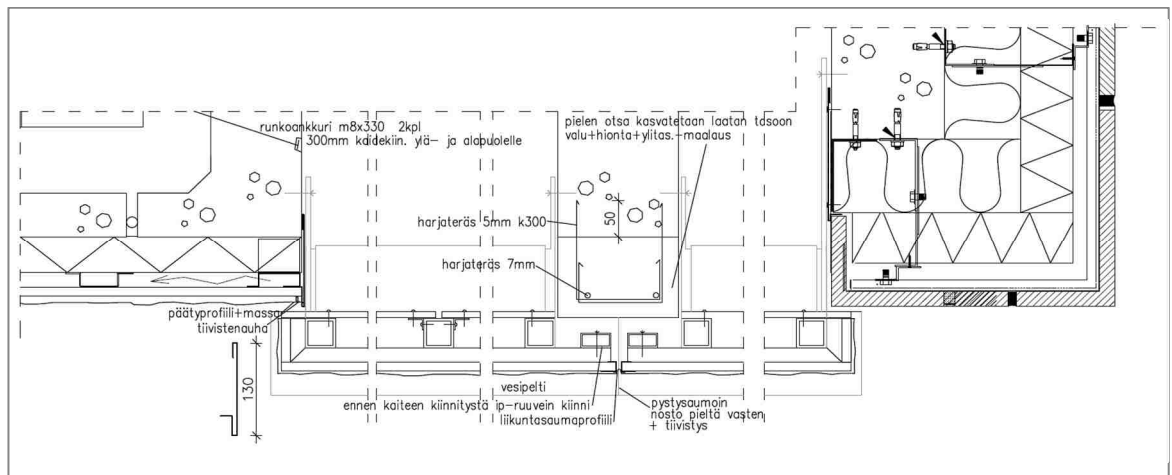 runkoankkuri m8x330 2kpl
300mm kaidekiin. ylä- ja alapuolelle
pielen otsa kasvatetaan laatan tasoon
valu+hionta+ylitas.-maalaus
harjateräs 5mm k300
50
harjateräs 7mm
päätyprofiili+massa
tiivistenauha
130
vesipelti
ennen kaiteen kiinnitystä ip-ruuvein kiinni
liikuntasaumaprofiili
pystysaumoin
nosto pieltä vasten
+ tiivistys